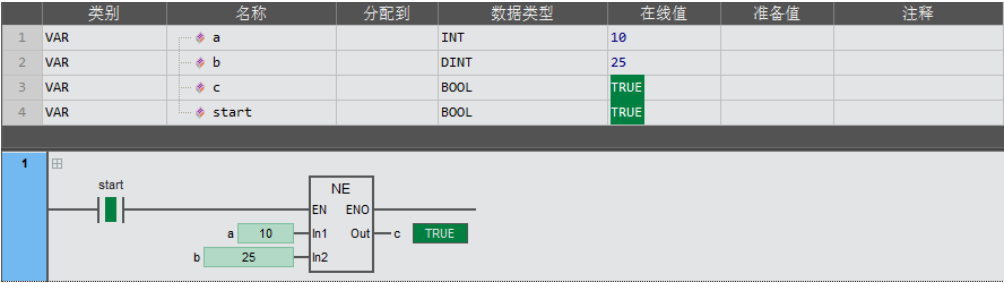 类别 名称 分配到 数据类型 在线值 准备值 注释
1 VAR a INT 10
2 VAR b DINT 25
3 VAR c BOOL TRUE
4 VAR start BOOL TRUE
1
start
NE
EN ENO
a 10 In1 Out c TRUE
b 25 In2